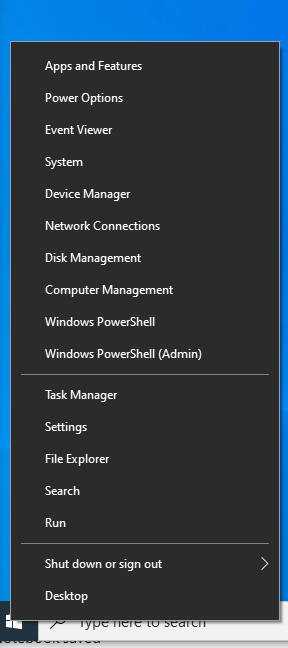 Apps and Features
Power Options
Event Viewer
System
Device Manager
Network Connections
Disk Management
Computer Management
Windows PowerShell
Windows PowerShell (Admin)
Task Manager
Settings
File Explorer
Search
Run
Shut down or sign out
Desktop
Type here to search
saved